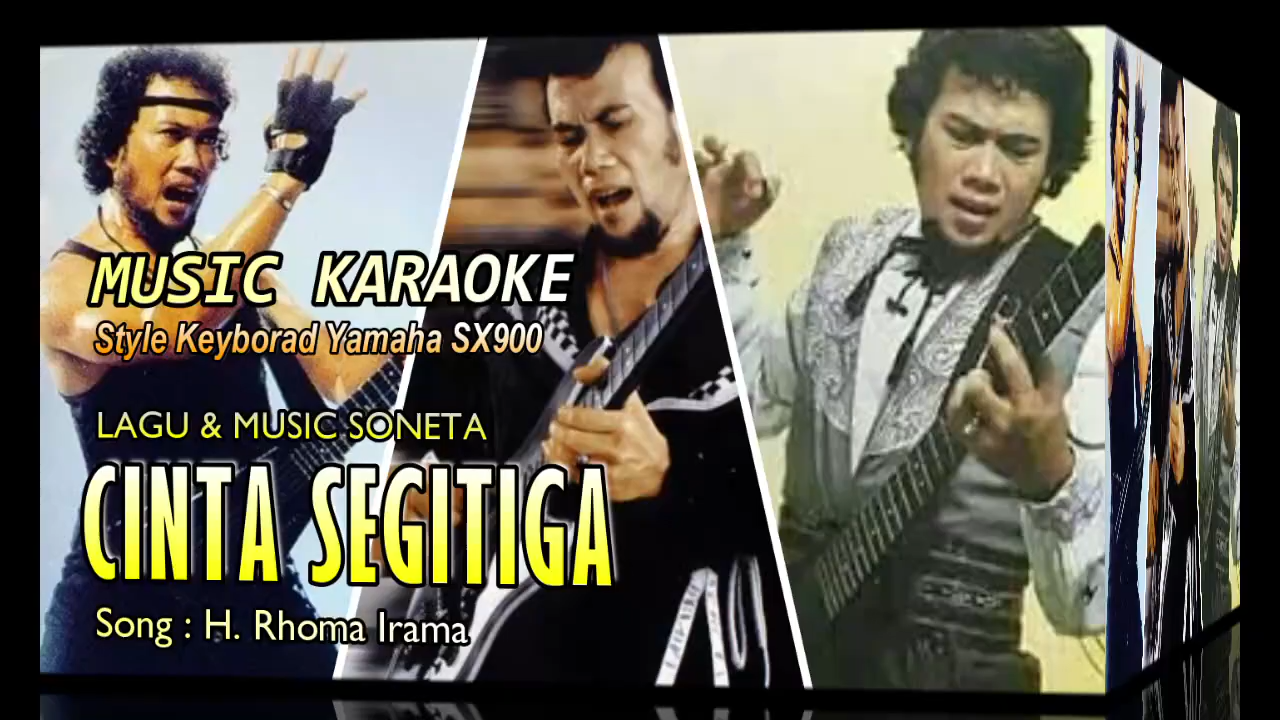 MUSIC KARAOKE
Style Keyborad Yamaha SX900
LAGU & MUSIC SONETA
CINTA SEGITIGA
Song : H. Rhoma Irama